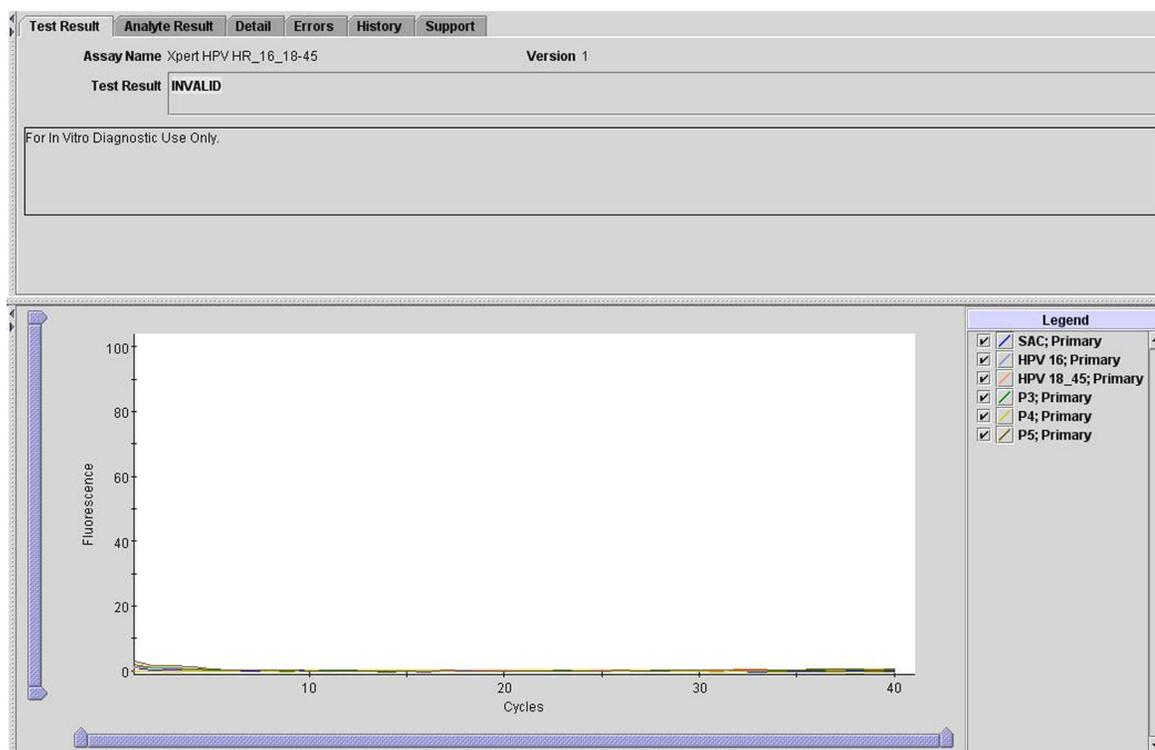 Test Result Analyte Result Detail Errors History Support
Assay Name Xpert HPV HR_16_18-45 Version 1
Test Result INVALID
For In Vitro Diagnostic Use Only.
Legend
SAC; Primary
HPV 16; Primary
HPV 18_45; Primary
P3; Primary
P4; Primary
P5; Primary
100
80
60
40
20
0
Fluorescence
10 20 30 40
Cycles